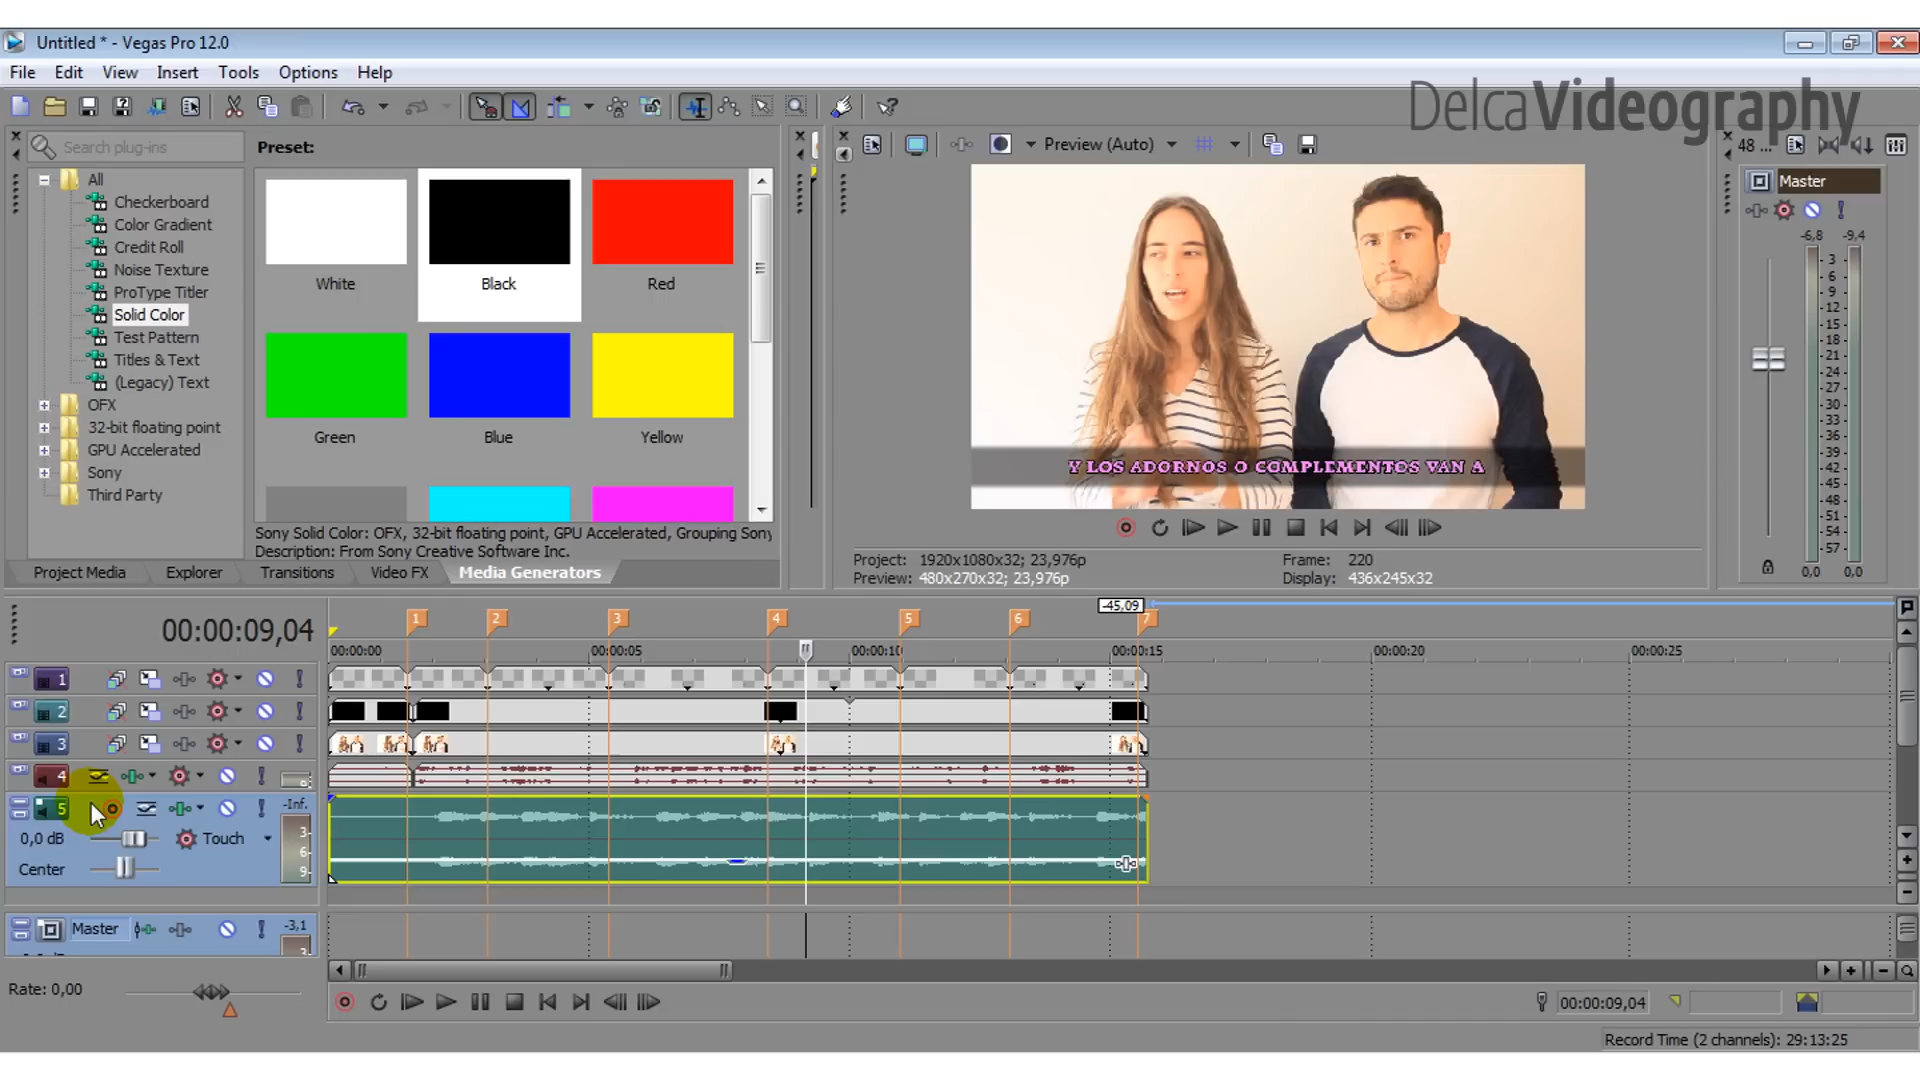 Untitled * - Vegas Pro 12.0
File Edit View Insert Tools Options Help
DelcaVideography
Search plug-ins
Preset:
Preview (Auto)
48 ...
All
Checkerboard
Color Gradient
Credit Roll
Noise Texture
ProType Titler
Solid Color
Test Pattern
Titles & Text
(Legacy) Text
OFX
32-bit floating point
GPU Accelerated
Sony
Third Party
White
Black
Red
Green
Blue
Yellow
Sony Solid Color: OFX, 32-bit floating point, GPU Accelerated, Grouping Sony
Description: From Sony Creative Software Inc.
Project Media Explorer Transitions Video FX Media Generators
Y LOS ADORNOS O COMPLEMENTOS VAN A
Project: 1920x1080x32; 23,976p
Preview: 480x270x32; 23,976p
Frame: 220
Display: 436x245x32
Master
-6,8 -9,4
3
6
9
12
15
18
21
24
27
30
33
36
39
42
45
48
51
54
57
0,0 0,0
-45,09
00:00:09,04
1 2 3 4 5 6 7
00:00:00 00:00:05 00:00:10 00:00:15 00:00:20 00:00:25
1
2
3
4
5
-Inf.
0,0 dB
Touch
3
6
9
Center
Master
-3,1
Rate: 0,00
00:00:09,04
Record Time (2 channels): 29:13:25